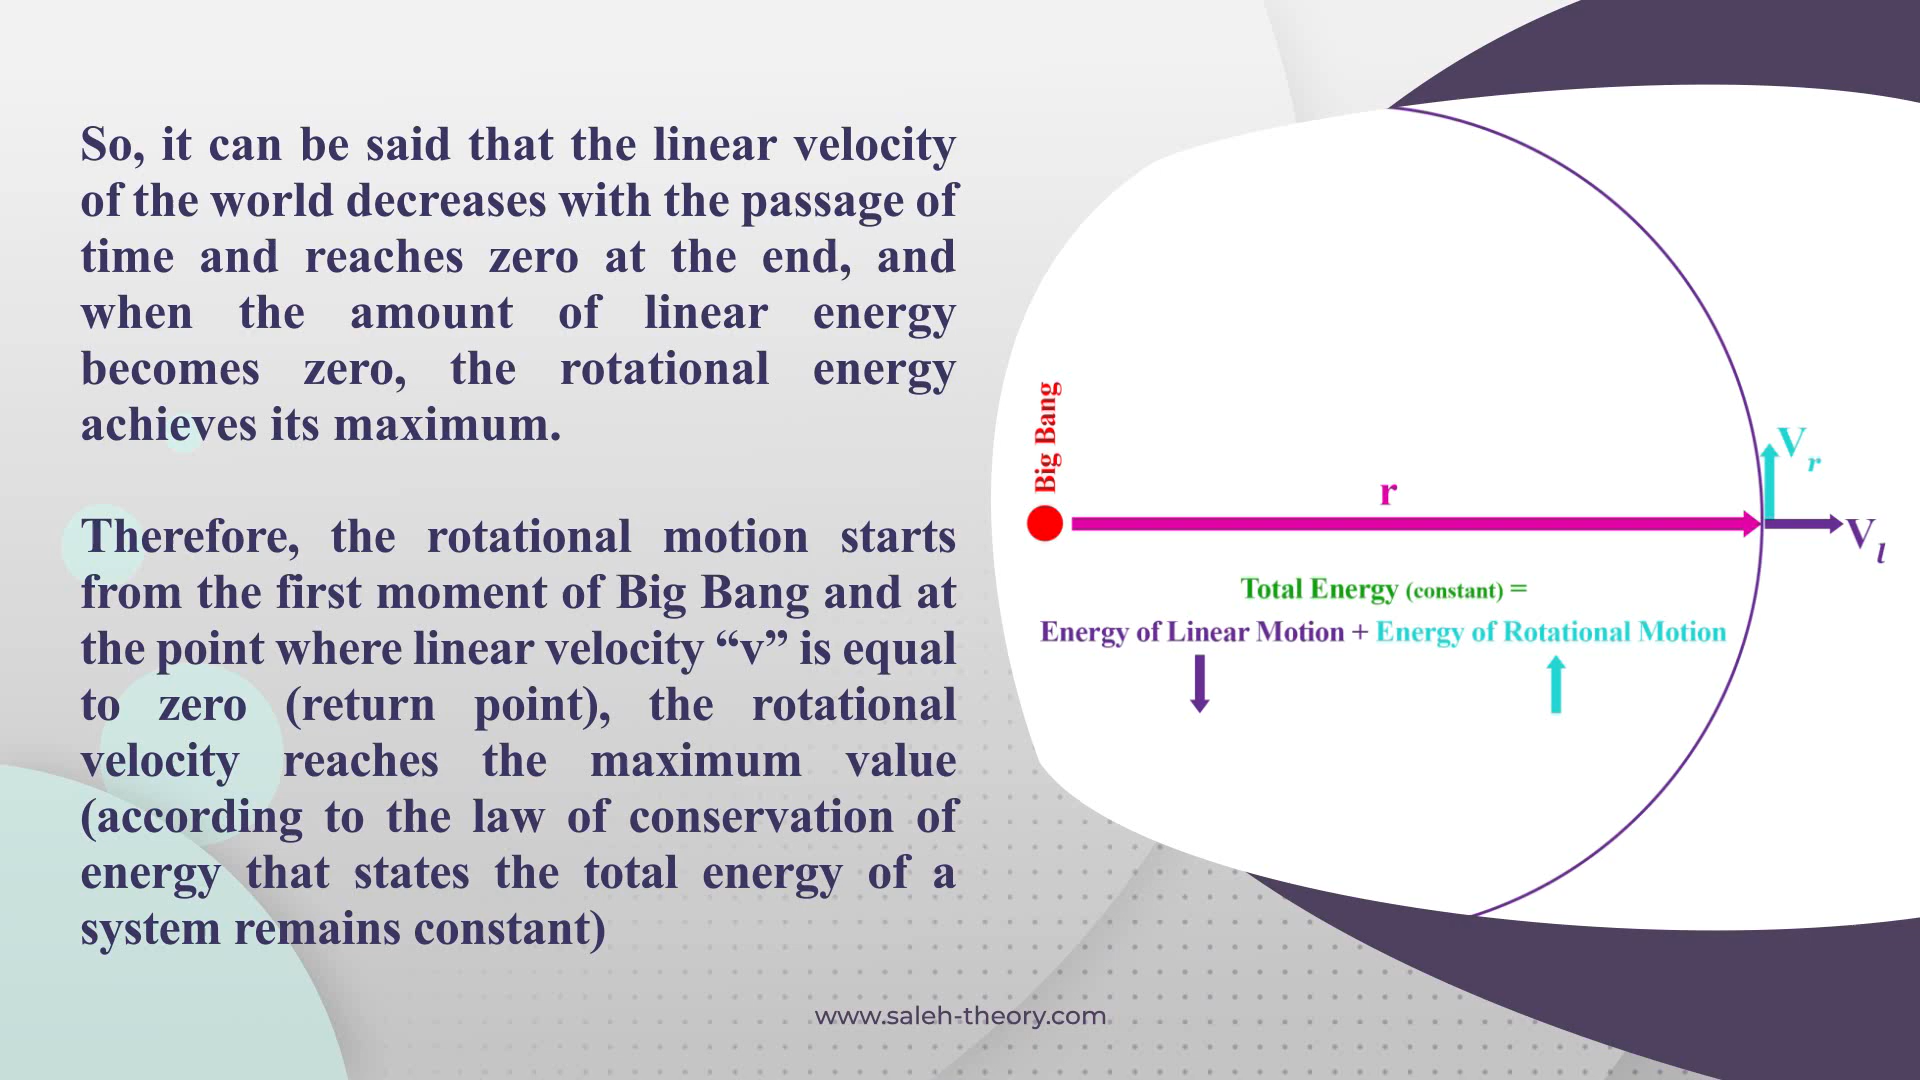 So, it can be said that the linear velocity
of the world decreases with the passage of
time and reaches zero at the end, and
when the amount of linear energy
becomes zero, the rotational energy
achieves its maximum.
Therefore, the rotational motion starts
from the first moment of Big Bang and at
the point where linear velocity “v” is equal
to zero (return point), the rotational
velocity reaches the maximum value
(according to the law of conservation of
energy that states the total energy of a
system remains constant)
Big Bang
r
V r
V l
Total Energy (constant) =
Energy of Linear Motion + Energy of Rotational Motion
www.saleh-theory.com